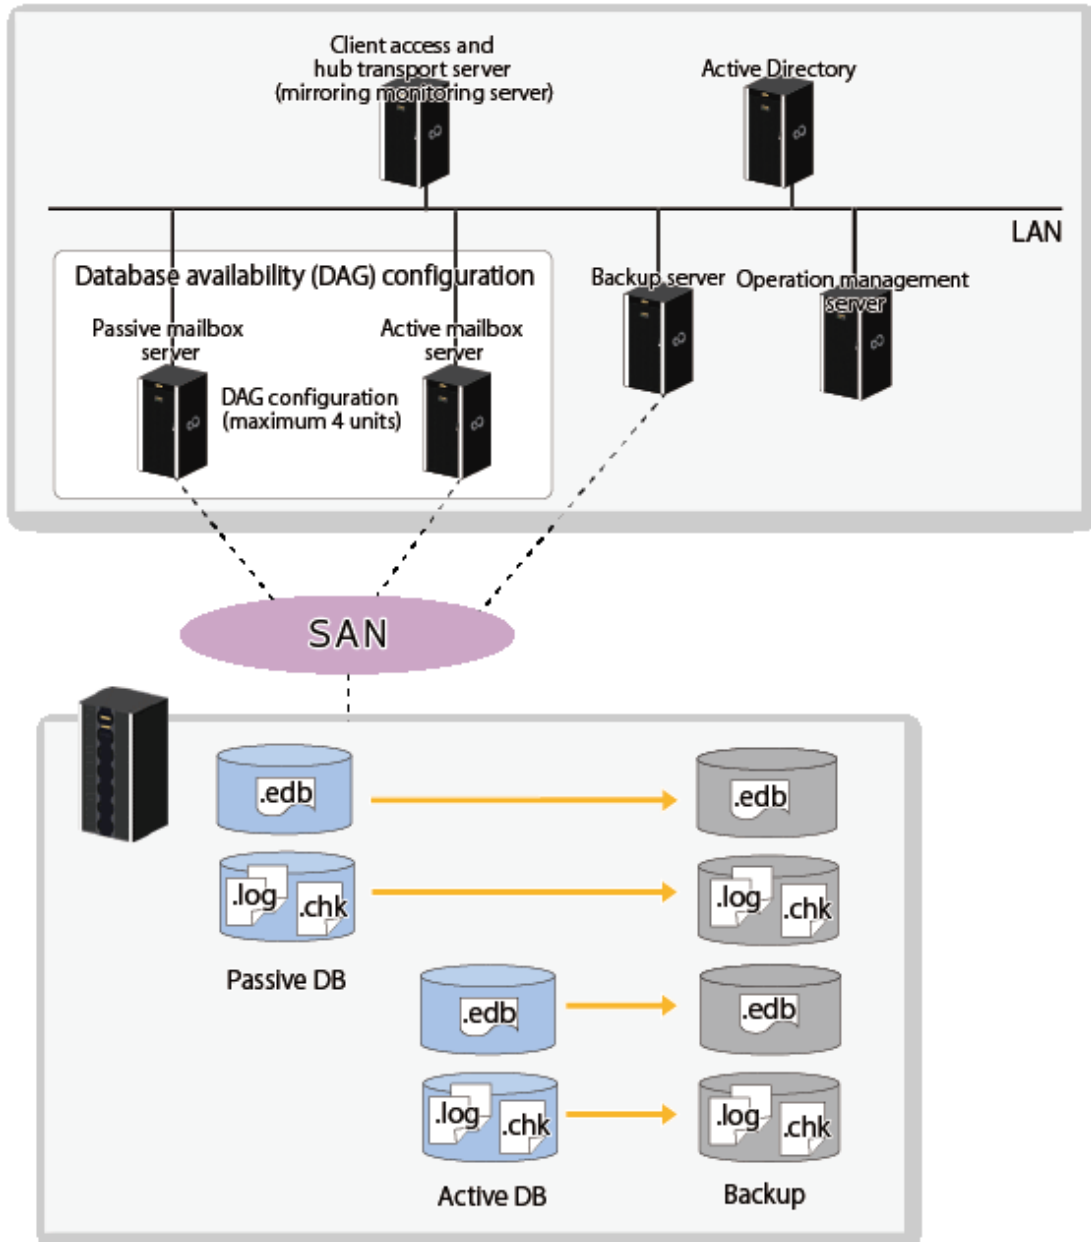 Client access and
hub transport server
(mirroring monitoring server)
Active Directory
LAN
Database availability (DAG) configuration
Backup server
Operation management
server
Passive mailbox
server
Active mailbox
server
DAG configuration
(maximum 4 units)
SAN
.edb
.edb
.log
.chk
.log
.chk
Passive DB
.edb
.edb
.log
.chk
.log
.chk
Active DB
Backup